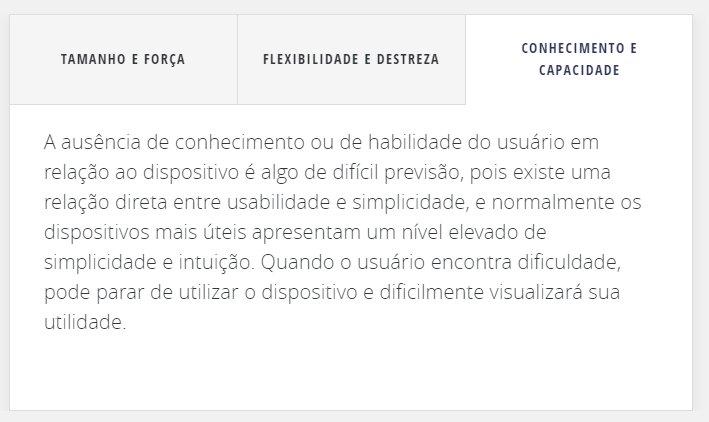 TAMANHO E FORÇA
FLEXIBILIDADE E DESTREZA
CONHECIMENTO E
CAPACIDADE
A ausência de conhecimento ou de habilidade do usuário em
relação ao dispositivo é algo de difícil previsão, pois existe uma
relação direta entre usabilidade e simplicidade, e normalmente os
dispositivos mais úteis apresentam um nível elevado de
simplicidade e intuição. Quando o usuário encontra dificuldade,
pode parar de utilizar o dispositivo e dificilmente visualizará sua
utilidade.